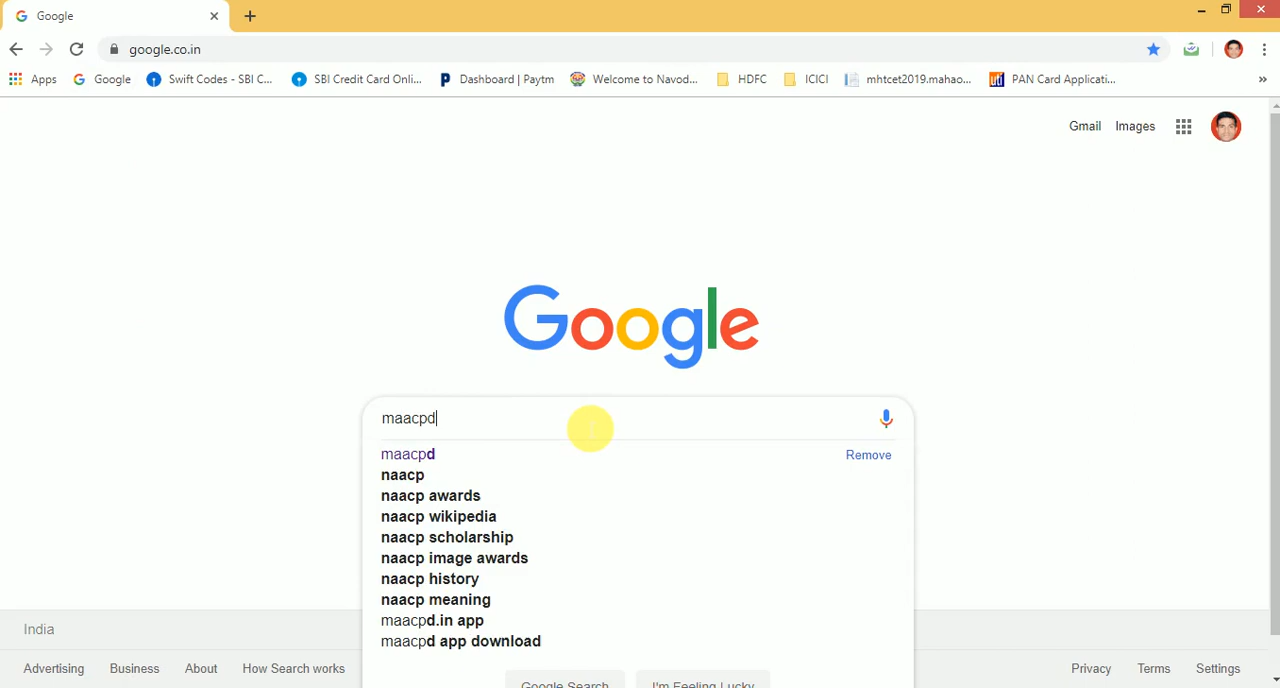 Google
google.co.in
Apps Google Swift Codes - SBI C... SBI Credit Card Onli... Dashboard | Paytm Welcome to Navod... HDFC ICICI mhtcet2019.mahao... PAN Card Applicati... »
Gmail Images
Google
maacpd
maacpd Remove
naacp
naacp awards
naacp wikipedia
naacp scholarship
naacp image awards
naacp history
naacp meaning
maacpd.in app
maacpd app download
Google Search I'm Feeling Lucky
India
Advertising Business About How Search works Privacy Terms Settings